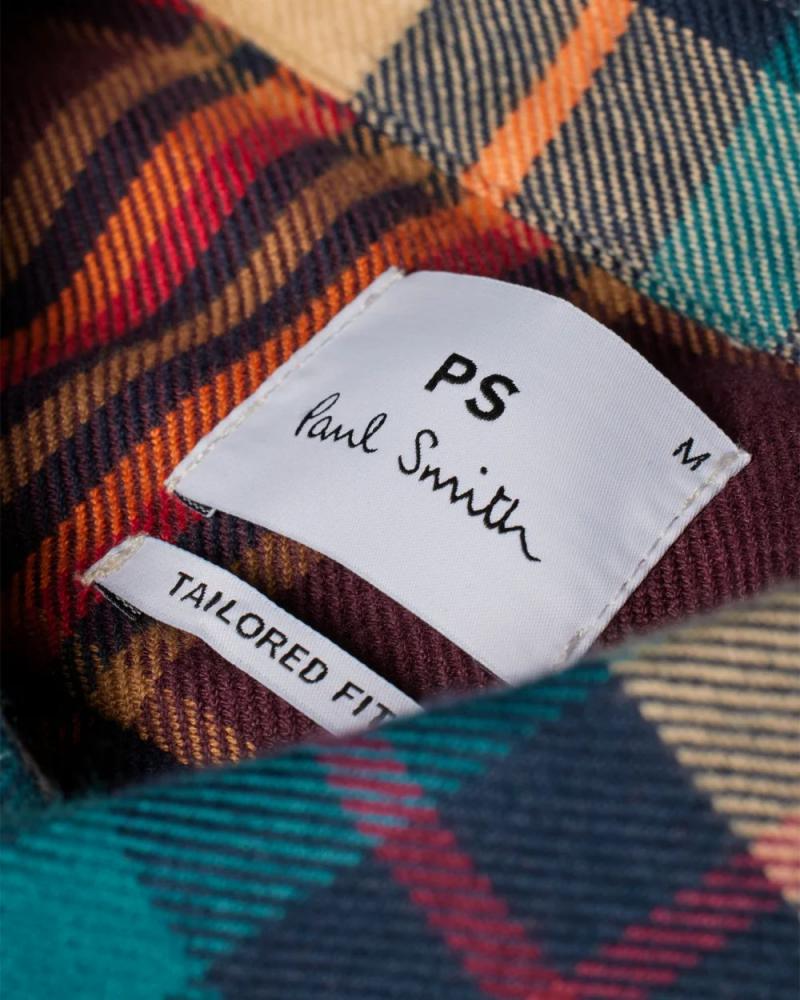 PS
Paul Smith
M
TAILORED FIT